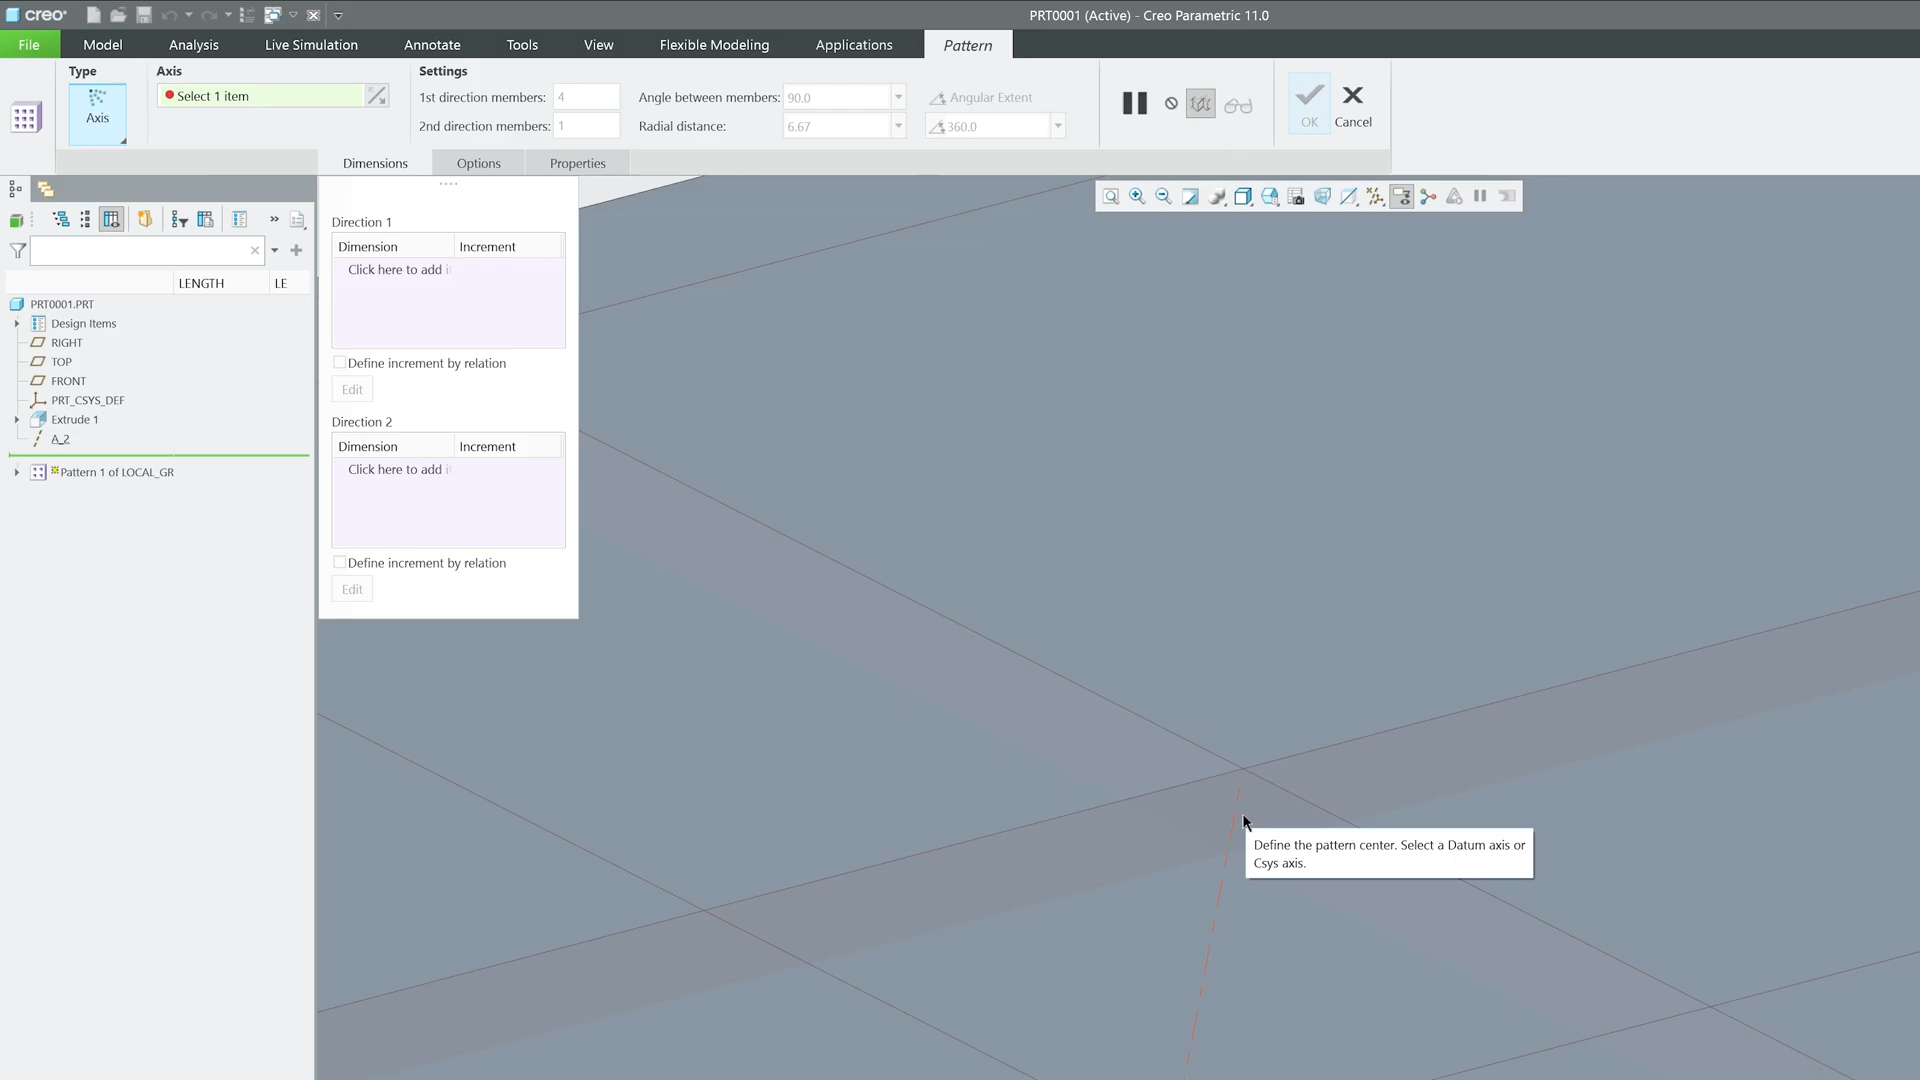 creo
PRT0001 (Active) - Creo Parametric 11.0
File
Model
Analysis
Live Simulation
Annotate
Tools
View
Flexible Modeling
Applications
Pattern
Type
Axis
Axis
Select 1 item
Settings
1st direction members: 4
Angle between members: 90.0
Angular Extent
2nd direction members: 1
Radial distance: 6.67
360.0
OK
Cancel
Dimensions
Options
Properties
LENGTH
LE
PRT0001.PRT
Design Items
RIGHT
TOP
FRONT
PRT_CSYS_DEF
Extrude 1
A_2
Pattern 1 of LOCAL_GR
Direction 1
Dimension
Increment
Click here to add it
Define increment by relation
Edit
Direction 2
Dimension
Increment
Click here to add it
Define increment by relation
Edit
Define the pattern center. Select a Datum axis or
Csys axis.